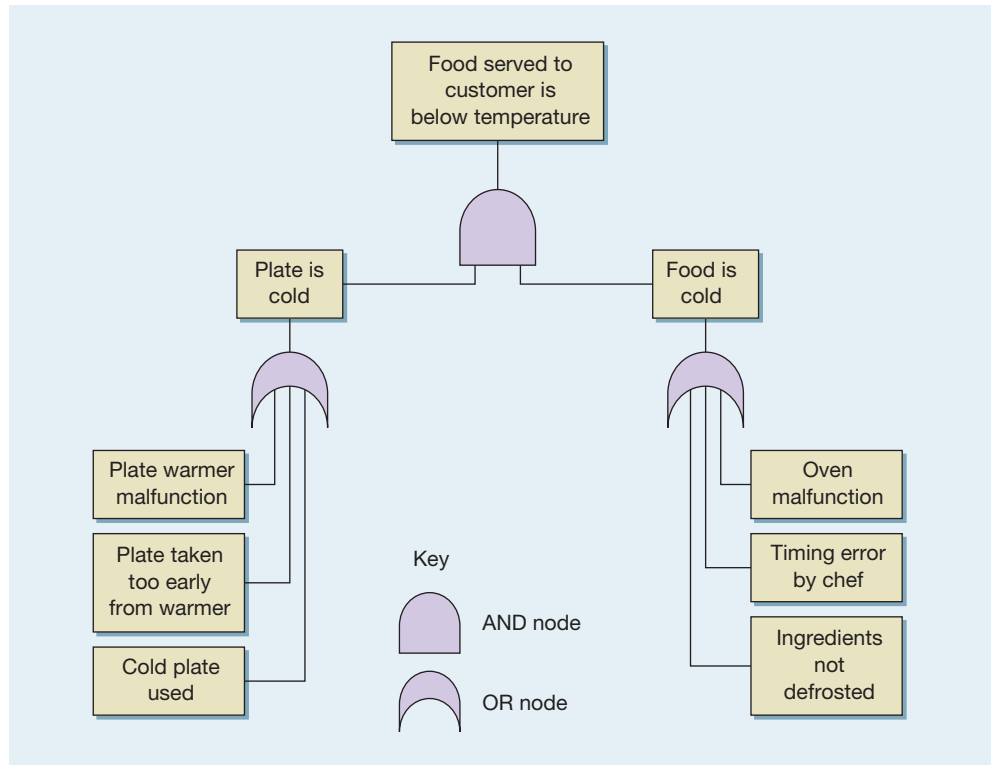 Food served to
customer is
below temperature
Plate is
cold
Food is
cold
Plate warmer
malfunction
Plate taken
too early
from warmer
Cold plate
used
Oven
malfunction
Timing error
by chef
Ingredients
not
defrosted
Key
AND node
OR node